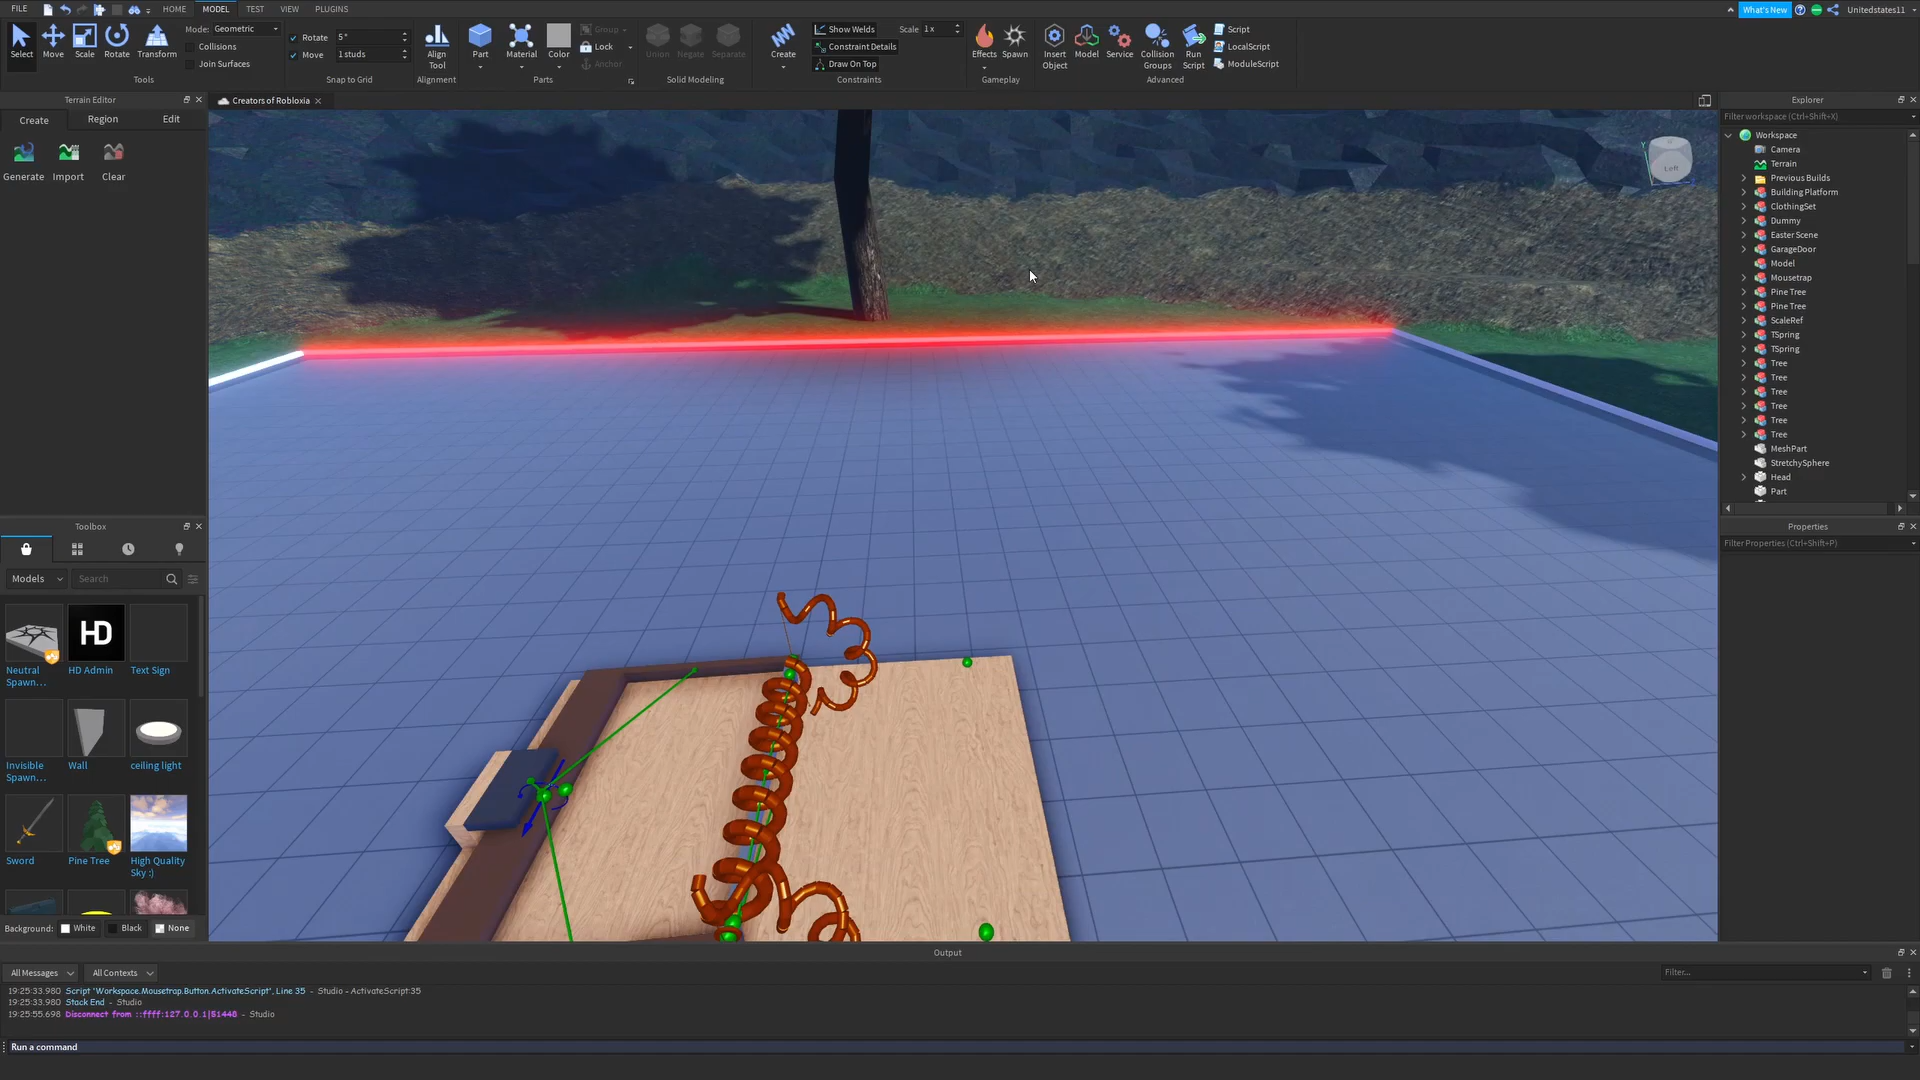 FILE HOME MODEL TEST VIEW PLUGINS
What's New Unitedstates11
Select Move Scale Rotate Transform
Mode: Geometric
Collisions
Join Surfaces
Tools
Rotate 5°
Move 1 studs
Snap to Grid
Align Tool
Alignment
Part Material Color
Group
Lock
Anchor
Parts
Union Negate Separate
Solid Modeling
Create
Show Welds Scale 1x
Constraint Details
Draw On Top
Constraints
Effects Spawn
Gameplay
Insert Object Model Service Collision Groups Run Script
Script
LocalScript
ModuleScript
Advanced
Terrain Editor
Create Region Edit
Generate Import Clear
Creators of Robloxia
Left
Explorer
Filter workspace (Ctrl+Shift+X)
Workspace
Camera
Terrain
Previous Builds
Building Platform
ClothingSet
Dummy
Easter Scene
GarageDoor
Model
Mousetrap
Pine Tree
Pine Tree
ScaleRef
TSpring
TSpring
Tree
Tree
Tree
Tree
Tree
Tree
MeshPart
StretchySphere
Head
Part
Properties
Filter Properties (Ctrl+Shift+P)
Toolbox
Models Search
HD
Neutral Spawn... HD Admin Text Sign
Invisible Spawn... Wall ceiling light
Sword Pine Tree High Quality Sky :)
Background: White Black None
Output
All Messages All Contexts Filter...
19:25:33.980 Script 'Workspace.Mousetrap.Button.ActivateScript', Line 35 - Studio - ActivateScript:35
19:25:33.980 Stack End - Studio
19:25:55.698 Disconnect from ::ffff:127.0.0.1|51448 - Studio
Run a command